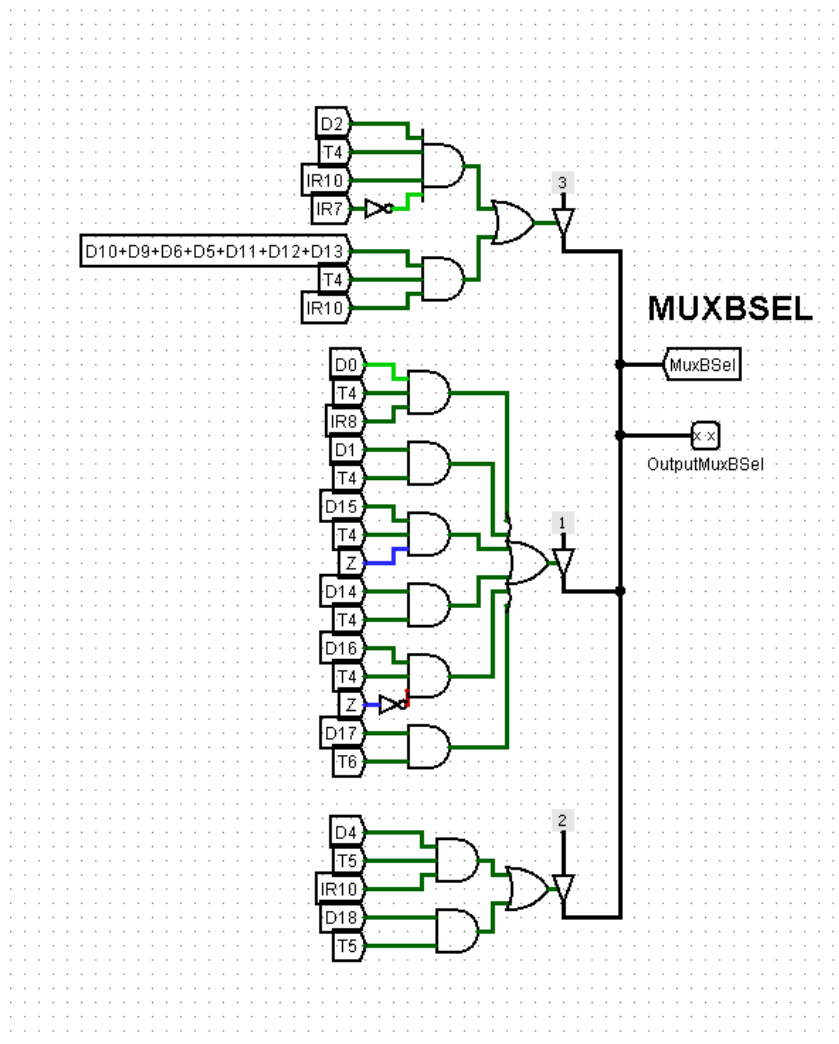 D2
T4
IR10
IR7
3
D10+D9+D6+D5+D11+D12+D13
T4
IR10
MUXBSEL
D0
MuxBSel
T4
IR8
D1
x x
OutputMuxBSel
T4
D15
T4
1
Z
D14
T4
D16
T4
Z
D17
T6
2
D4
T5
IR10
D18
T5